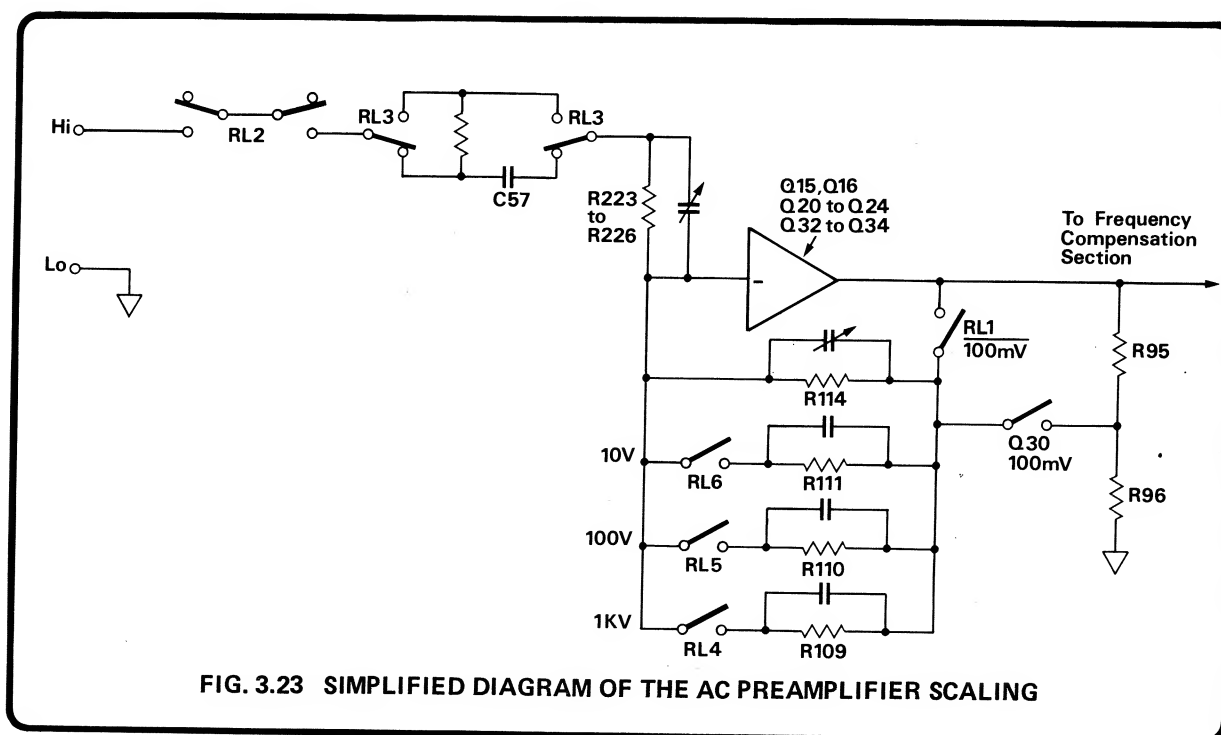 Hi
RL2
RL3
RL3
C57
R223
to
R226
Q15,Q16
Q20 to Q24
Q32 to Q34
To Frequency
Compensation
Section
Lo
-
RL1
100mV
R95
R114
Q30
100mV
10V
RL6
R111
R96
100V
RL5
R110
1KV
RL4
R109
FIG. 3.23 SIMPLIFIED DIAGRAM OF THE AC PREAMPLIFIER SCALING